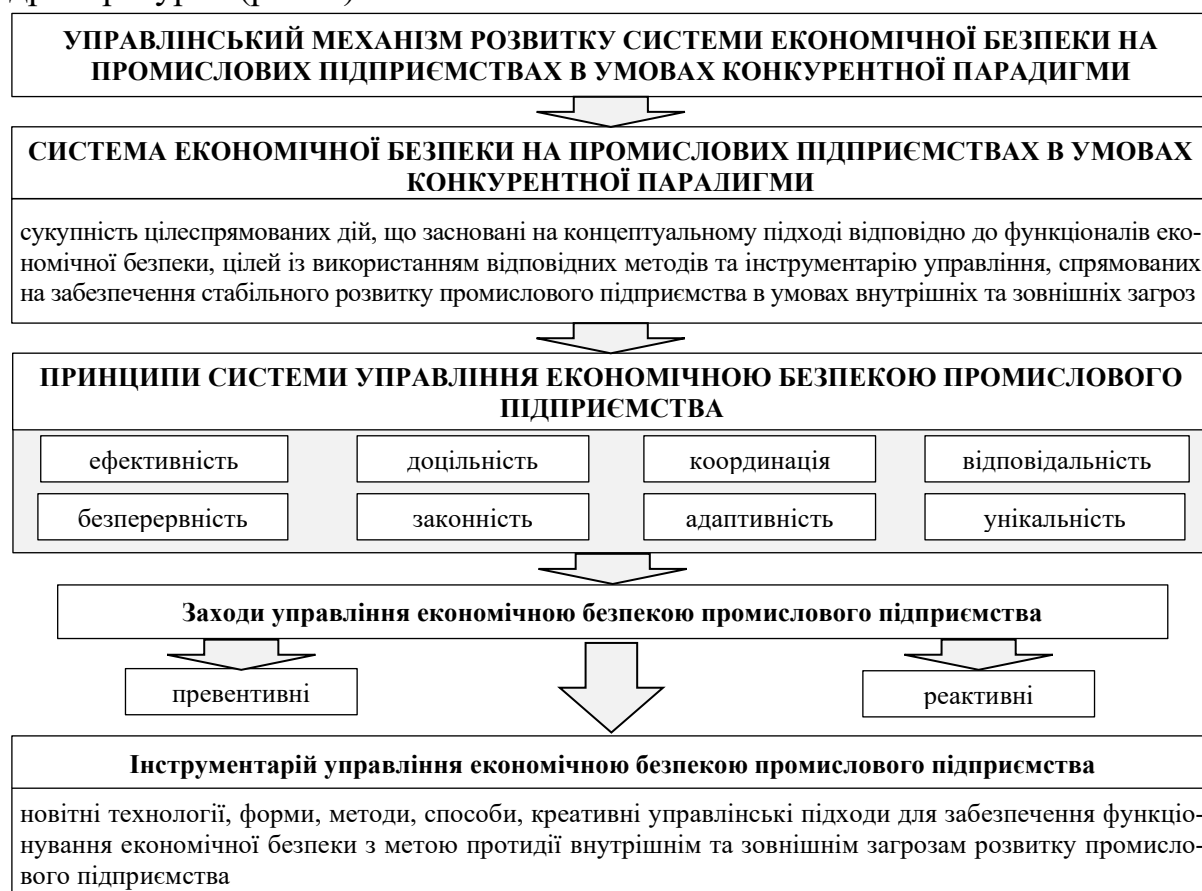 УПРАВЛІНСЬКИЙ МЕХАНІЗМ РОЗВИТКУ СИСТЕМИ ЕКОНОМІЧНОЇ БЕЗПЕКИ НА
ПРОМИСЛОВИХ ПІДПРИЄМСТВАХ В УМОВАХ КОНКУРЕНТНОЇ ПАРАДИГМИ
СИСТЕМА ЕКОНОМІЧНОЇ БЕЗПЕКИ НА ПРОМИСЛОВИХ ПІДПРИЄМСТВАХ В УМОВАХ
КОНКУРЕНТНОЇ ПАРАДИГМИ
сукупність цілеспрямованих дій, що засновані на концептуальному підході відповідно до функціоналів еко-
номічної безпеки, цілей із використанням відповідних методів та інструментарію управління, спрямованих
на забезпечення стабільного розвитку промислового підприємства в умовах внутрішніх та зовнішніх загроз
ПРИНЦИПИ СИСТЕМИ УПРАВЛІННЯ ЕКОНОМІЧНОЮ БЕЗПЕКОЮ ПРОМИСЛОВОГО
ПІДПРИЄМСТВА
ефективність доцільність координація відповідальність
безперервність законність адаптивність унікальність
Заходи управління економічною безпекою промислового підприємства
превентивні реактивні
Інструментарій управління економічною безпекою промислового підприємства
новітні технології, форми, методи, способи, креативні управлінські підходи для забезпечення функціо-
нування економічної безпеки з метою протидії внутрішнім та зовнішнім загрозам розвитку промисло-
вого підприємства